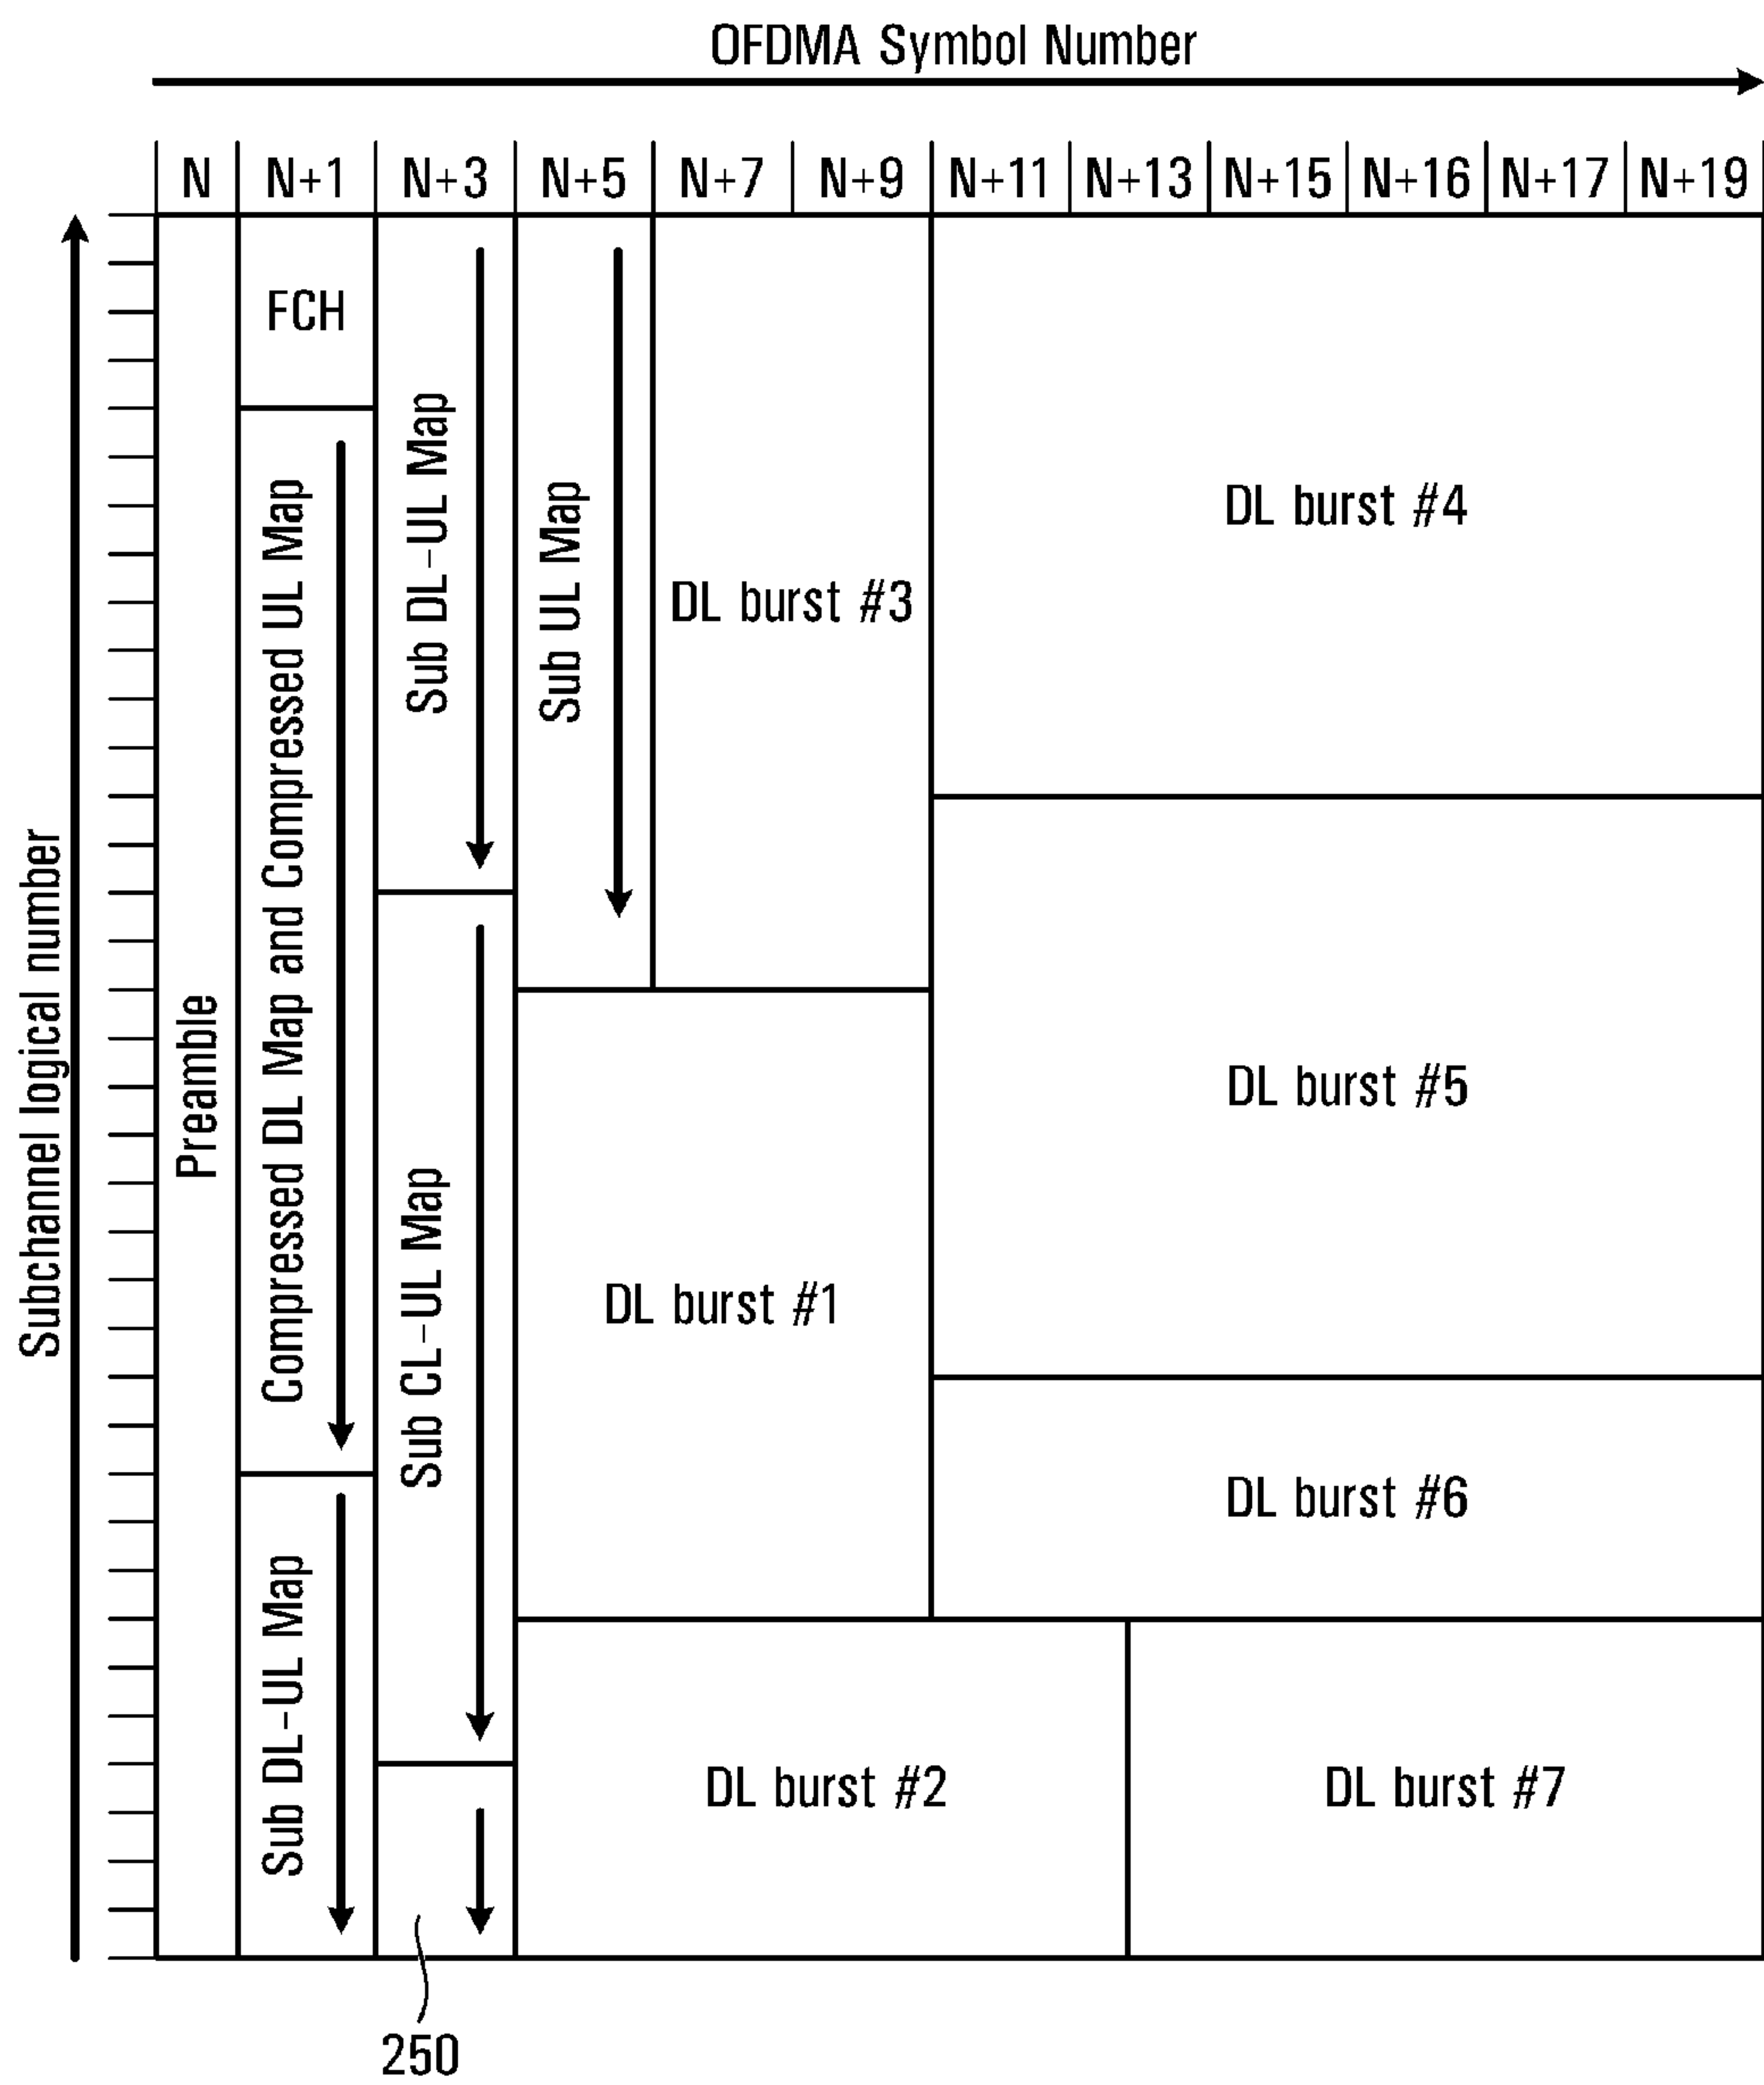 OFDMA Symbol Number
N N+1 N+3 N+5 N+7 N+9 N+11 N+13 N+15 N+16 N+17 N+19
Subchannel logical number
Preamble
FCH
Compressed DL Map and Compressed UL Map
Sub DL-UL Map
Sub DL-UL Map
Sub CL-UL Map
Sub UL Map
DL burst #3
DL burst #1
DL burst #4
DL burst #5
DL burst #6
DL burst #2
DL burst #7
250